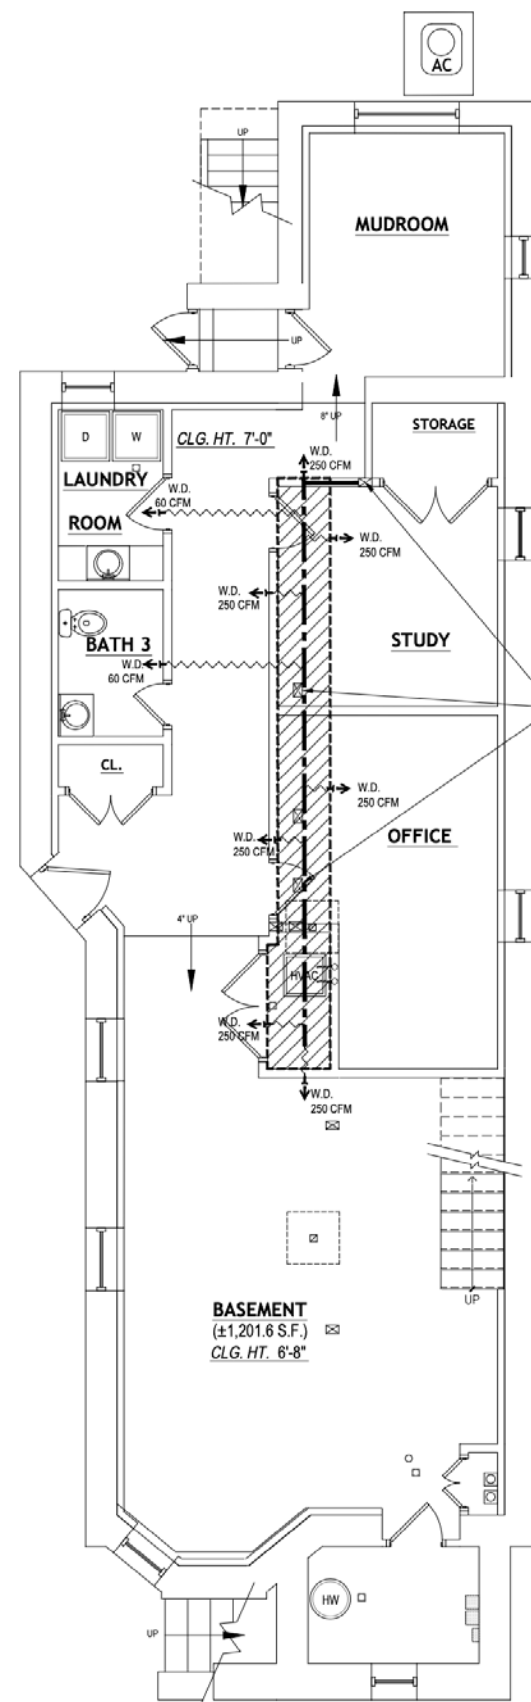 AC
UP
MUDROOM
UP
8" UP
STORAGE
D
W
CLG. HT. 7'-0"
W.D.
250 CFM
LAUNDRY
ROOM
W.D.
60 CFM
W.D.
250 CFM
W.D.
250 CFM
STUDY
BATH 3
W.D.
60 CFM
CL.
W.D.
250 CFM
OFFICE
W.D.
250 CFM
4" UP
HVAC
W.D.
250 CFM
W.D.
250 CFM
UP
BASEMENT
(±1,201.6 S.F.)
CLG. HT. 6'-8"
HW
UP